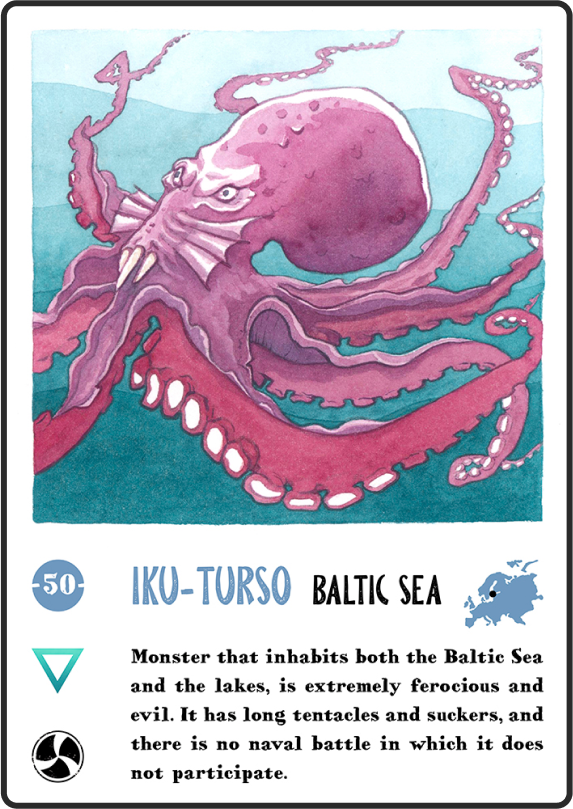 -50-
IKU-TURSO BALTIC SEA
Monster that inhabits both the Baltic Sea
and the lakes, is extremely ferocious and
evil. It has long tentacles and suckers, and
there is no naval battle in which it does
not participate.